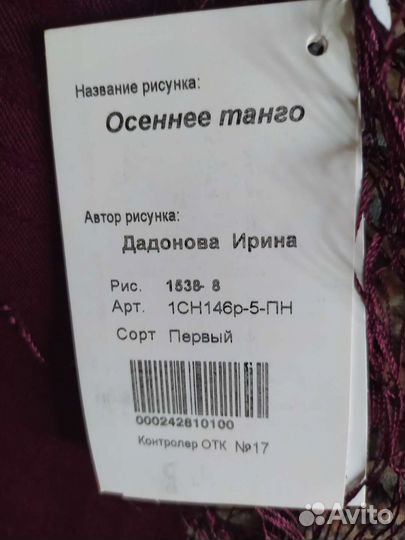 Название рисунка:
Осеннее танго
Автор рисунка:
Дадонова Ирина
Рис. 1538- 8
Арт. 1СН146р-5-ПН
Сорт Первый
000242810100
Контролер ОТК №17
Avito